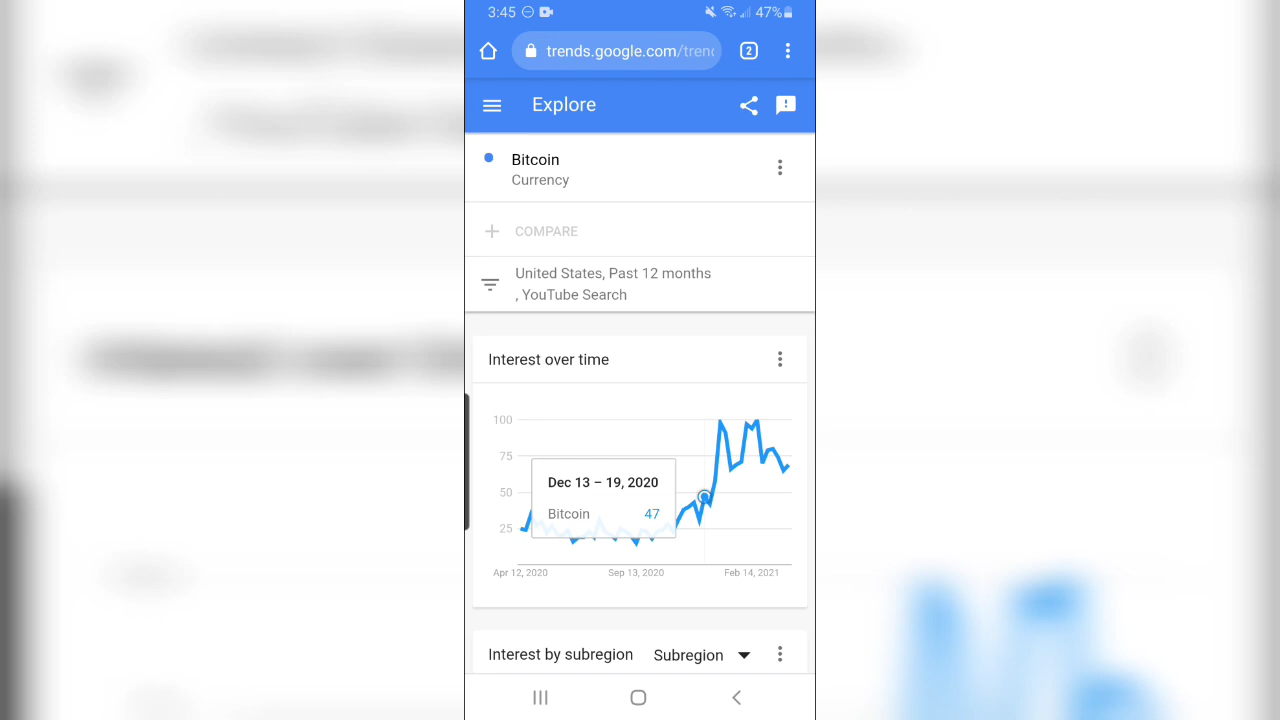 3:45 47%
trends.google.com/tren 2
Explore
Bitcoin
Currency
COMPARE
United States, Past 12 months
, YouTube Search
Interest over time
100
75
50
25
Dec 13 – 19, 2020
Bitcoin 47
Apr 12, 2020 Sep 13, 2020 Feb 14, 2021
Interest by subregion Subregion